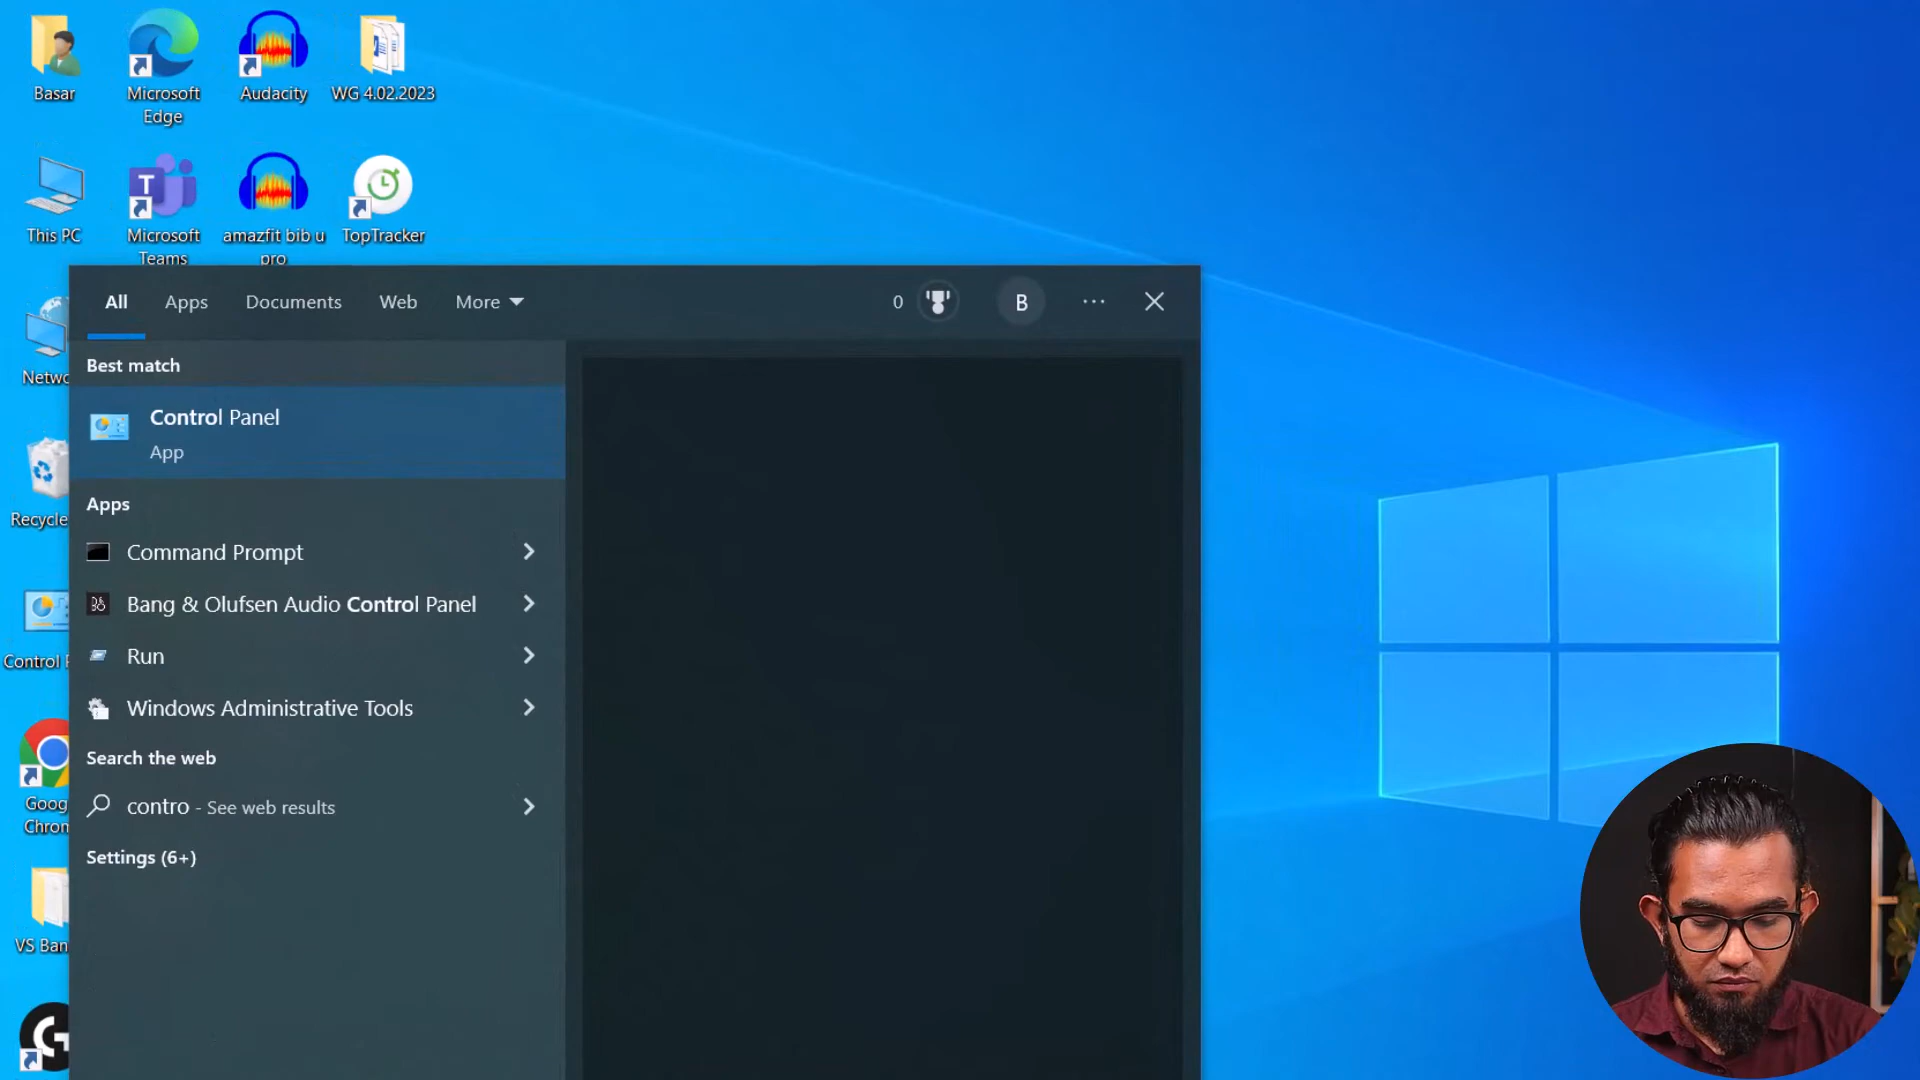 Basar
Microsoft
Edge
Audacity
WG 4.02.2023
This PC
Microsoft
Teams
amazfit bib u
pro
TopTracker
All
Apps
Documents
Web
More
0
B
Netwo
Best match
Control Panel
App
Recycle
Apps
Command Prompt
Bang & Olufsen Audio Control Panel
Run
Control P
Windows Administrative Tools
Search the web
contro - See web results
Goog
Chrom
Settings (6+)
VS Ban